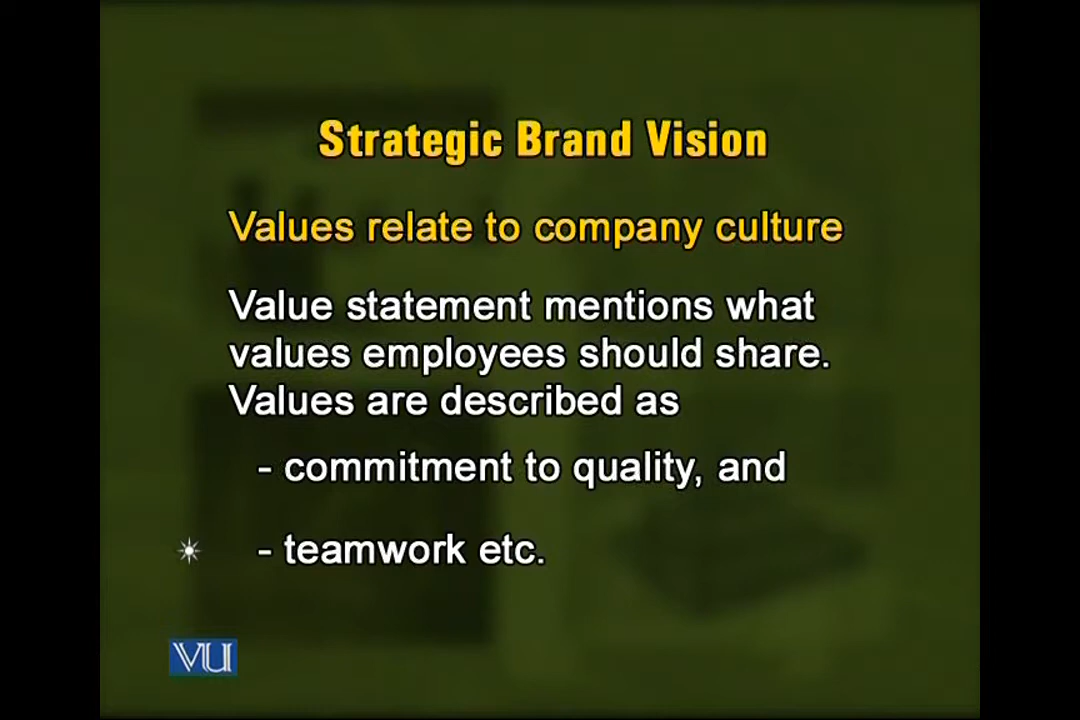 Strategic Brand Vision
Values relate to company culture
Value statement mentions what
values employees should share.
Values are described as
- commitment to quality, and
- teamwork etc.
VU